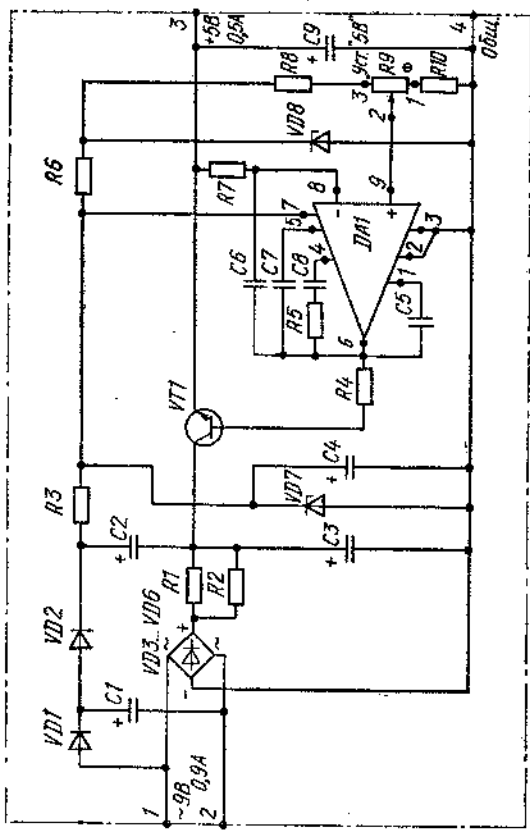 1
~9В
0,9А
2
VD1
VD2
C1
+
VD3...VD6
~
~
+
-
R1
R2
C2
+
R3
C3
+
VD7
C4
+
VT1
R4
R5
C6
C7
C8
R7
6
5
7
4
8
9
-
+
DA1
1
2
3
C5
R6
VD8
R8
3
Уст. "5В"
R9
2
1
R10
C9
+
3
+5В
0,5А
4
Общ.